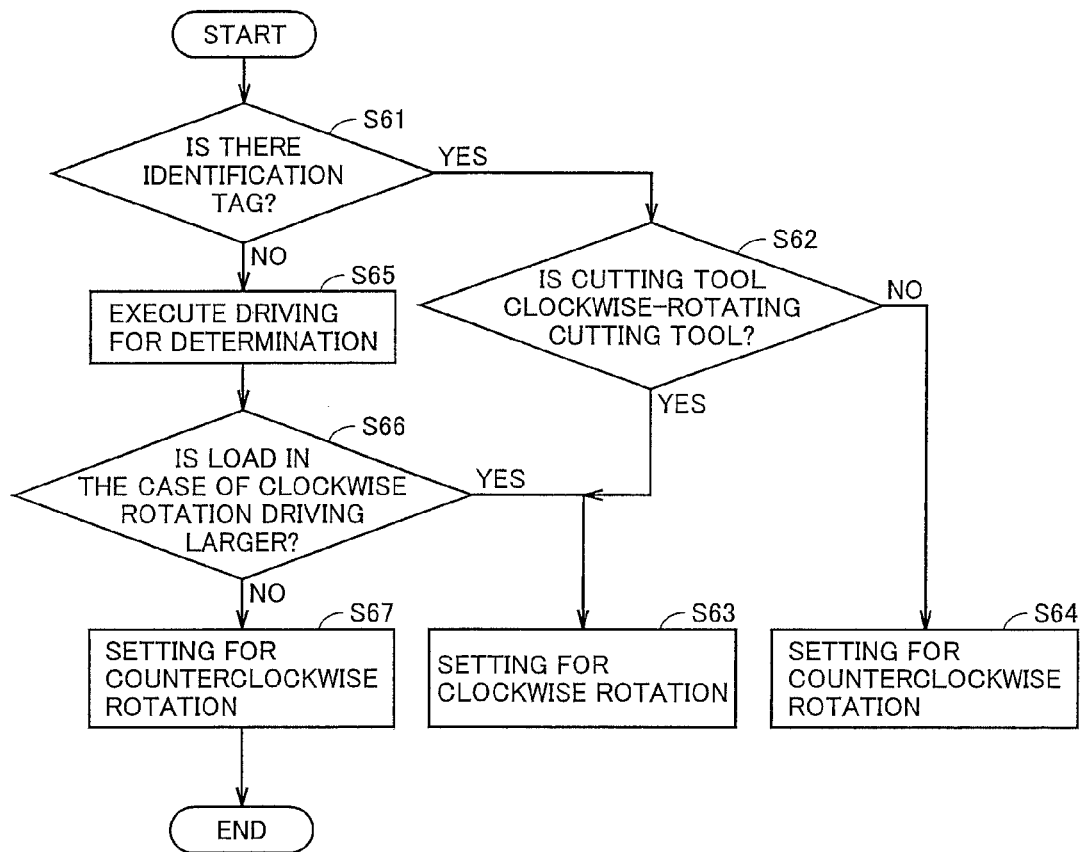 START
S61
IS THERE
IDENTIFICATION
TAG?
YES
NO
S62
IS CUTTING TOOL
CLOCKWISE-ROTATING
CUTTING TOOL?
NO
YES
S65
EXECUTE DRIVING
FOR DETERMINATION
S66
IS LOAD IN
THE CASE OF CLOCKWISE
ROTATION DRIVING
LARGER?
YES
NO
S67
SETTING FOR
COUNTERCLOCKWISE
ROTATION
S63
SETTING FOR
CLOCKWISE ROTATION
S64
SETTING FOR
COUNTERCLOCKWISE
ROTATION
END